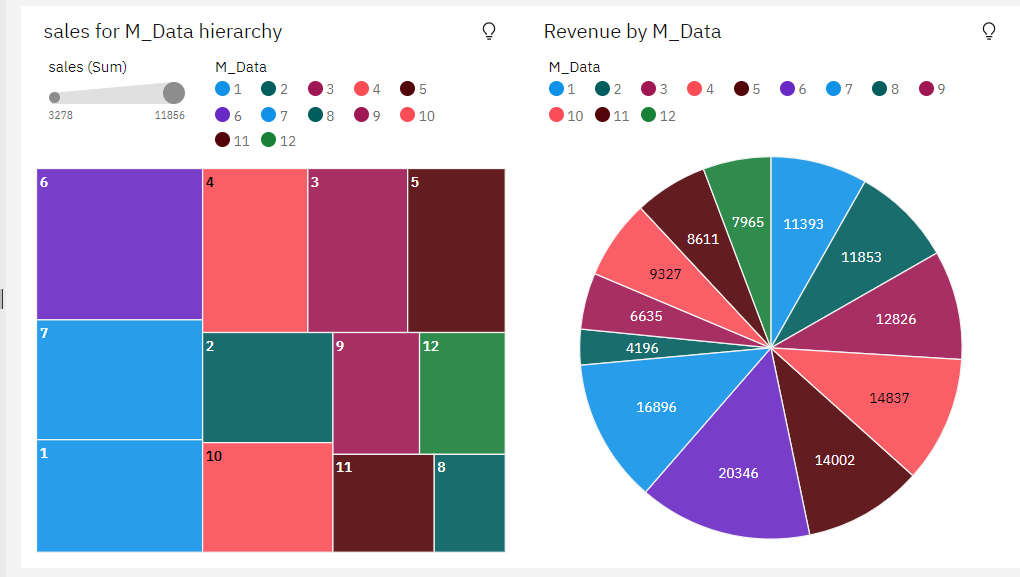 sales for M_Data hierarchy
sales (Sum)
3278 11856
M_Data
1 2 3 4 5
6 7 8 9 10
11 12
6 4 3 5
7 2 9 12
1 10 11 8
Revenue by M_Data
M_Data
1 2 3 4 5 6 7 8 9
10 11 12
7965 11393
8611 11853
9327
6635 12826
4196
16896 14837
20346 14002